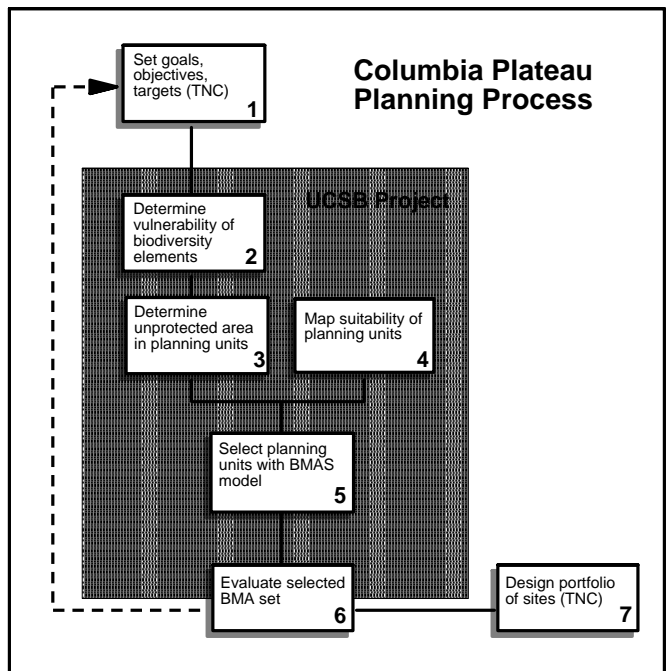 Columbia Plateau
Planning Process
Set goals,
objectives,
targets (TNC)
1
UCSB Project
Determine
vulnerability of
biodiversity
elements
2
Determine
unprotected area
in planning units
3
Map suitability of
planning units
4
Select planning
units with BMAS
model
5
Evaluate selected
BMA set
6
Design portfolio
of sites (TNC)
7